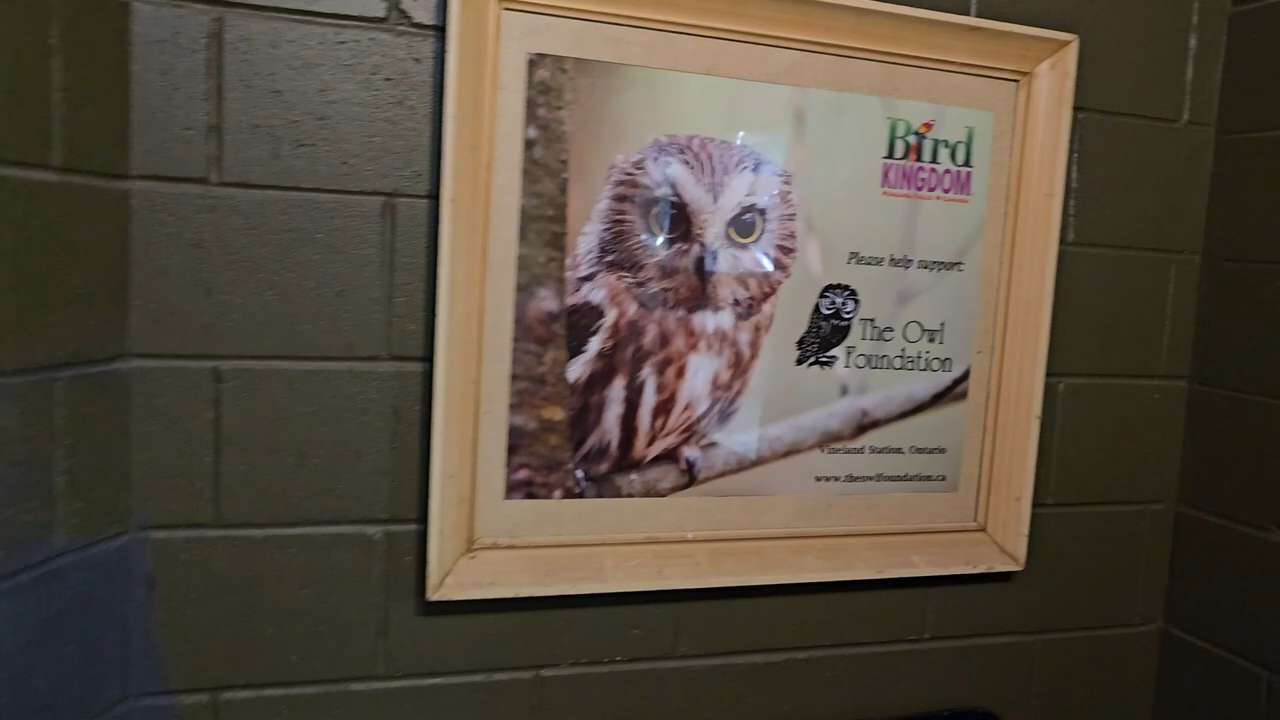 Bird
KINGDOM
Please help support:
The Owl
Foundation
Vineland Station, Ontario
www.theowlfoundation.ca